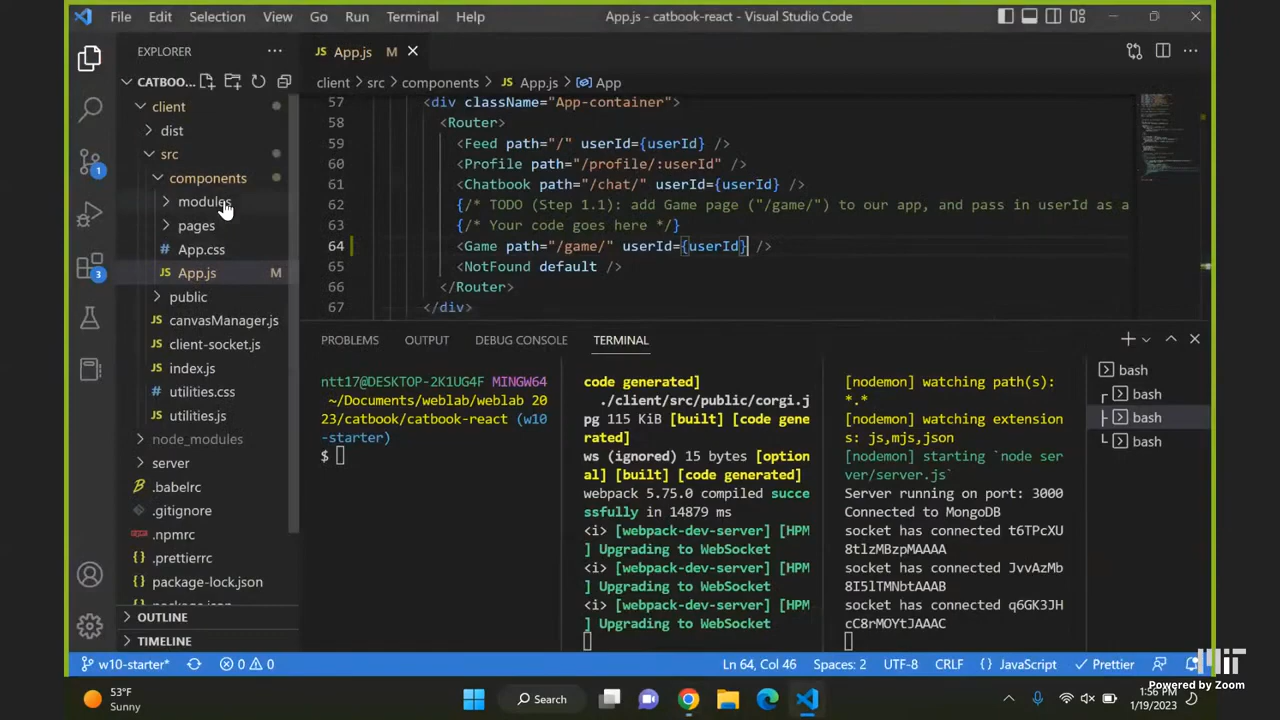 File Edit Selection View Go Run Terminal Help App.js - catbook-react - Visual Studio Code
EXPLORER
App.js M
CATBOO...
client > src > components > App.js > App
client
dist
src
components
modules
pages
App.css
App.js M
public
canvasManager.js
client-socket.js
index.js
utilities.css
utilities.js
node_modules
server
.babelrc
.gitignore
.npmrc
.prettierrc
package-lock.json
package.json
OUTLINE
TIMELINE
1
3
57 <div className="App-container">
58 <Router>
59 <Feed path="/" userId={userId} />
60 <Profile path="/profile/:userId" />
61 <Chatbook path="/chat/" userId={userId} />
62 {/* TODO (Step 1.1): add Game page ("/game/") to our app, and pass in userId as a
63 {/* Your code goes here */}
64 <Game path="/game/" userId={userId} />
65 <NotFound default />
66 </Router>
67 </div>
PROBLEMS OUTPUT DEBUG CONSOLE TERMINAL
ntt17@DESKTOP-2K1UG4F MINGW64
~/Documents/weblab/weblab 20
23/catbook/catbook-react (w10
-starter)
$
code generated]
./client/src/public/corgi.j
pg 115 KiB [built] [code gene
rated]
ws (ignored) 15 bytes [option
al] [built] [code generated]
webpack 5.75.0 compiled succe
ssfully in 14879 ms
<i> [webpack-dev-server] [HPM
] Upgrading to WebSocket
<i> [webpack-dev-server] [HPM
] Upgrading to WebSocket
<i> [webpack-dev-server] [HPM
] Upgrading to WebSocket
[nodemon] watching path(s):
*.*
[nodemon] watching extension
s: js,mjs,json
[nodemon] starting `node ser
ver/server.js`
Server running on port: 3000
Connected to MongoDB
socket has connected t6TPcXU
8tlzMBzpMAAAA
socket has connected JvvAzMb
8I5lTMNbtAAAB
socket has connected q6GK3JH
cC8rMOYtJAAAC
bash
bash
bash
bash
w10-starter* 0 0 Ln 64, Col 46 Spaces: 2 UTF-8 CRLF {} JavaScript Prettier
53°F
Sunny
Search
1:56 PM
1/19/2023
MIT
Powered by Zoom